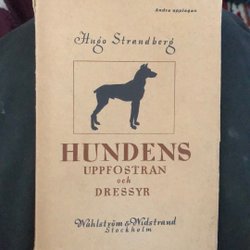 Andra upplagan
Hugo Strandberg
HUNDENS
UPPFOSTRAN
och
DRESSYR
Wahlström & Widstrand
Stockholm